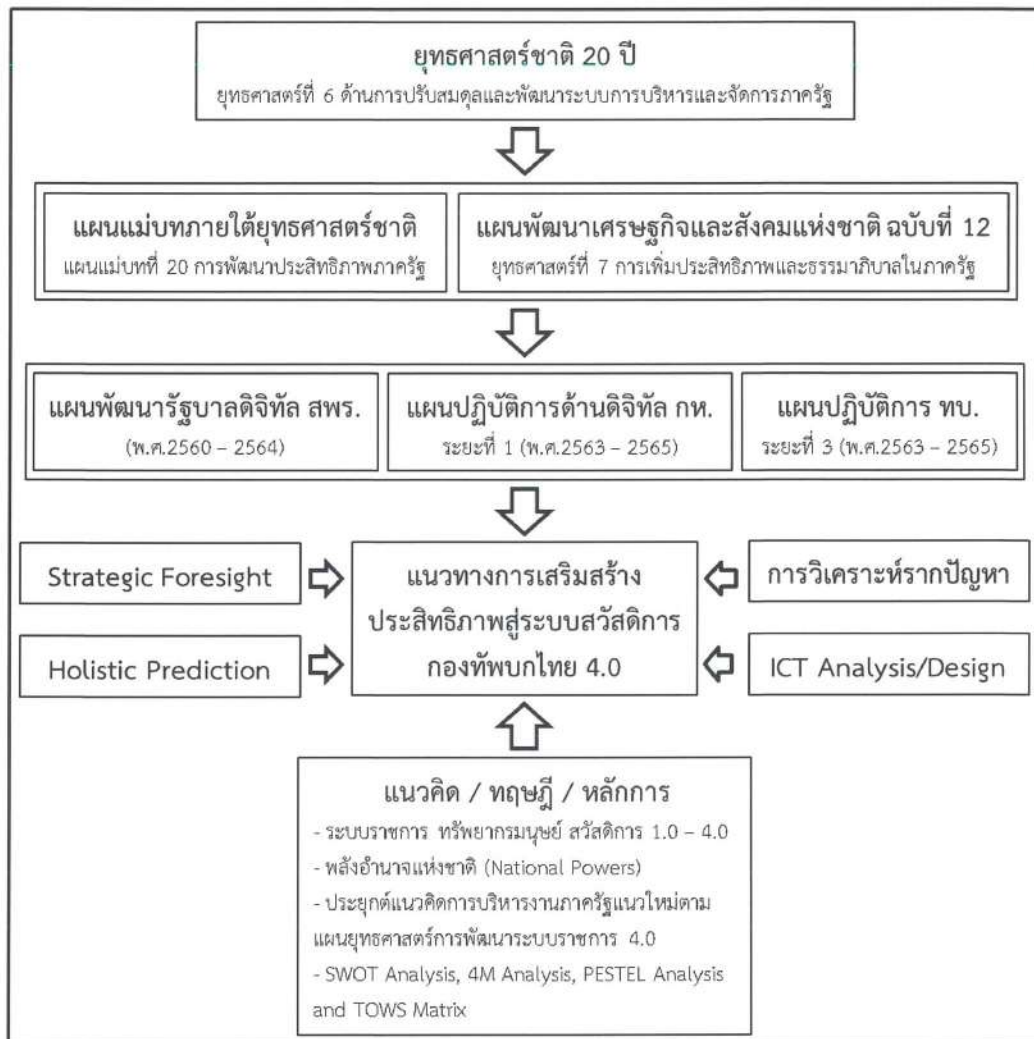 ยุทธศาสตร์ชาติ 20 ปี
ยุทธศาสตร์ที่ 6 ด้านการปรับสมดุลและพัฒนาระบบการบริหารและจัดการภาครัฐ
แผนแม่บทภายใต้ยุทธศาสตร์ชาติ
แผนแม่บทที่ 20 การพัฒนาประสิทธิภาพภาครัฐ
แผนพัฒนาเศรษฐกิจและสังคมแห่งชาติ ฉบับที่ 12
ยุทธศาสตร์ที่ 7 การเพิ่มประสิทธิภาพและธรรมาภิบาลในภาครัฐ
แผนพัฒนารัฐบาลดิจิทัล สพร.
(พ.ศ.2560 – 2564)
แผนปฏิบัติการด้านดิจิทัล กห.
ระยะที่ 1 (พ.ศ.2563 – 2565)
แผนปฏิบัติการ ทบ.
ระยะที่ 3 (พ.ศ.2563 – 2565)
Strategic Foresight
Holistic Prediction
แนวทางการเสริมสร้าง
ประสิทธิภาพสู่ระบบสวัสดิการ
กองทัพบกไทย 4.0
การวิเคราะห์รากปัญหา
ICT Analysis/Design
แนวคิด / ทฤษฎี / หลักการ
- ระบบราชการ ทรัพยากรมนุษย์ สวัสดิการ 1.0 – 4.0
- พลังอำนาจแห่งชาติ (National Powers)
- ประยุกต์แนวคิดการบริหารงานภาครัฐแนวใหม่ตาม
แผนยุทธศาสตร์การพัฒนาระบบราชการ 4.0
- SWOT Analysis, 4M Analysis, PESTEL Analysis
and TOWS Matrix